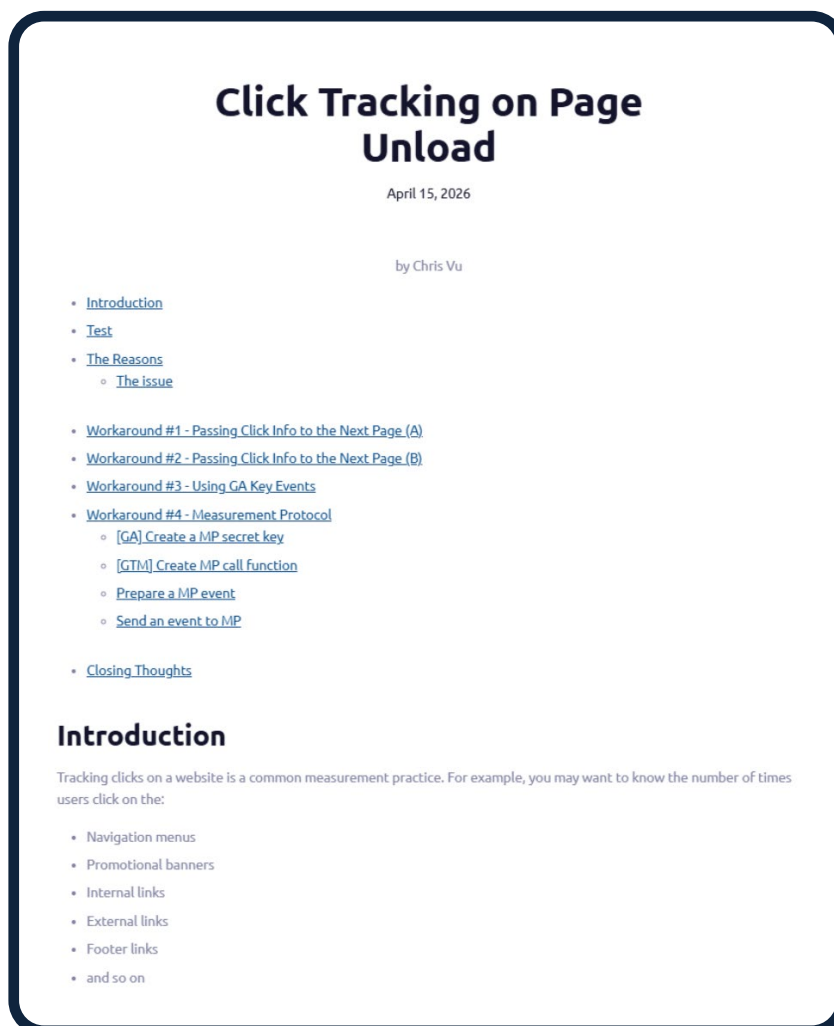 Click Tracking on Page
Unload
April 15, 2026
by Chris Vu
Introduction
Test
The Reasons
The issue
Workaround #1 - Passing Click Info to the Next Page (A)
Workaround #2 - Passing Click Info to the Next Page (B)
Workaround #3 - Using GA Key Events
Workaround #4 - Measurement Protocol
[GA] Create a MP secret key
[GTM] Create MP call function
Prepare a MP event
Send an event to MP
Closing Thoughts
Introduction
Tracking clicks on a website is a common measurement practice. For example, you may want to know the number of times
users click on the:
Navigation menus
Promotional banners
Internal links
External links
Footer links
and so on